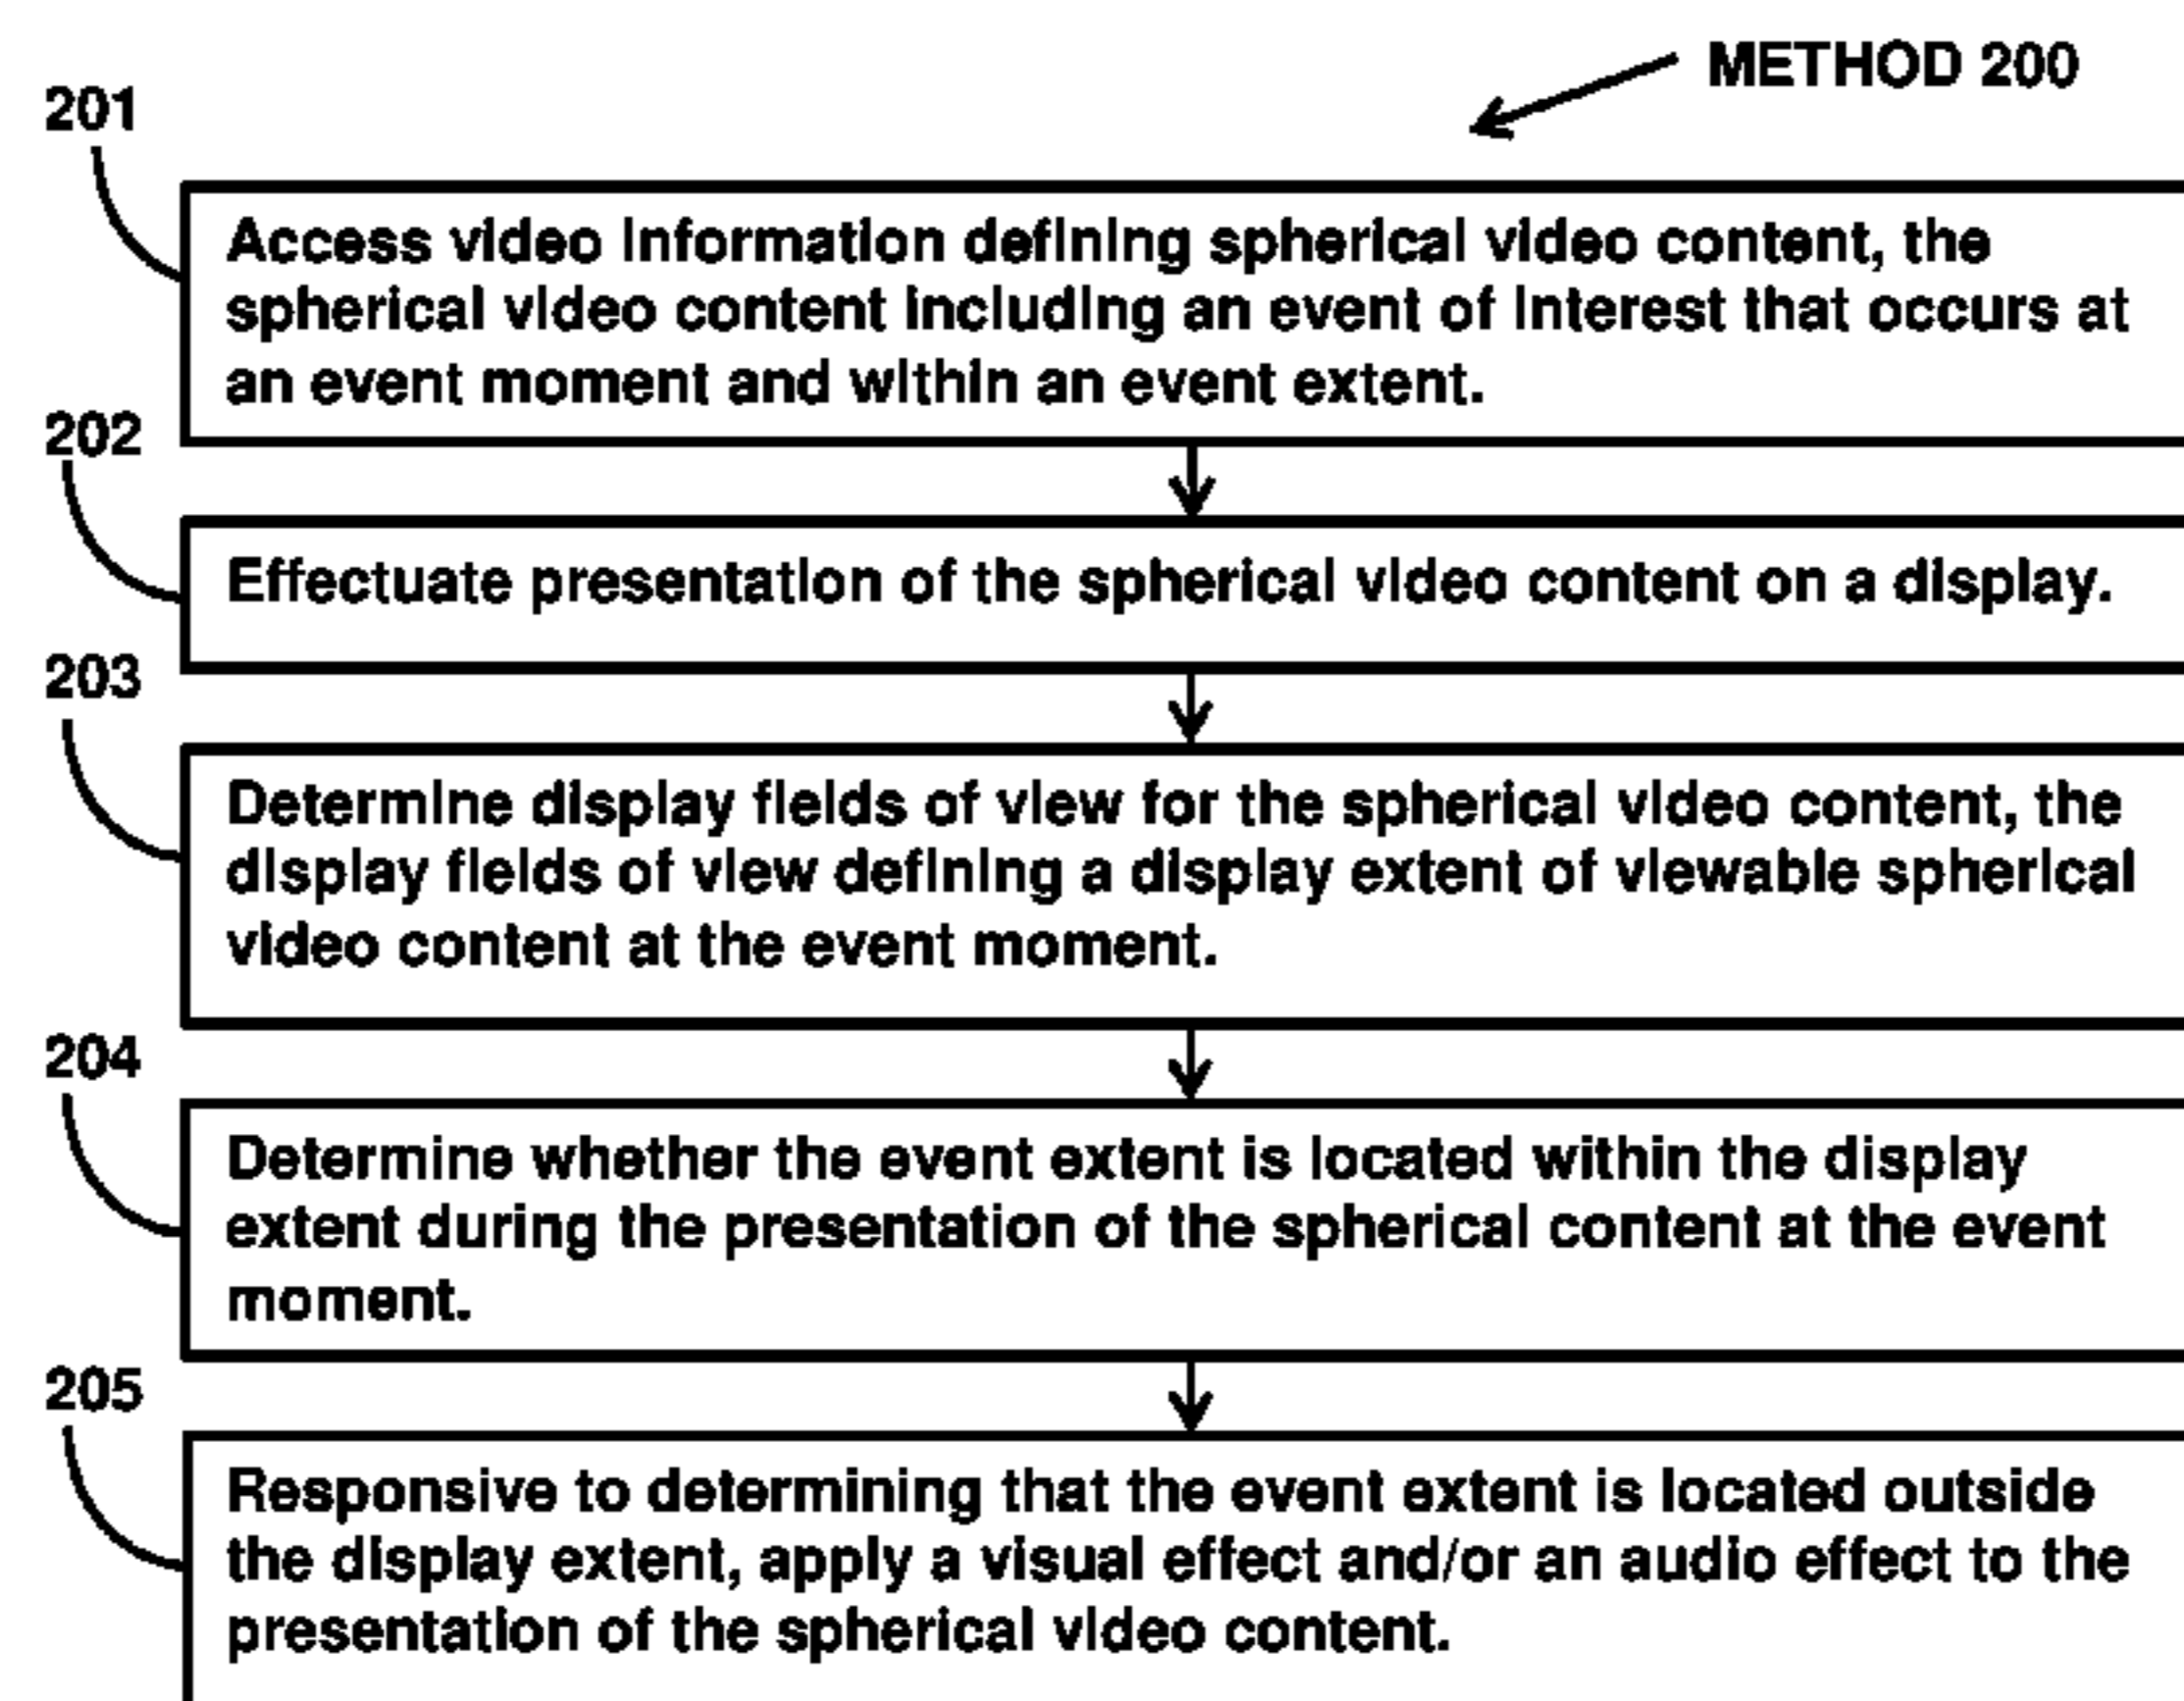 METHOD 200
201
Access video information defining spherical video content, the
spherical video content including an event of interest that occurs at
an event moment and within an event extent.
202
Effectuate presentation of the spherical video content on a display.
203
Determine display fields of view for the spherical video content, the
display fields of view defining a display extent of viewable spherical
video content at the event moment.
204
Determine whether the event extent is located within the display
extent during the presentation of the spherical content at the event
moment.
205
Responsive to determining that the event extent is located outside
the display extent, apply a visual effect and/or an audio effect to the
presentation of the spherical video content.